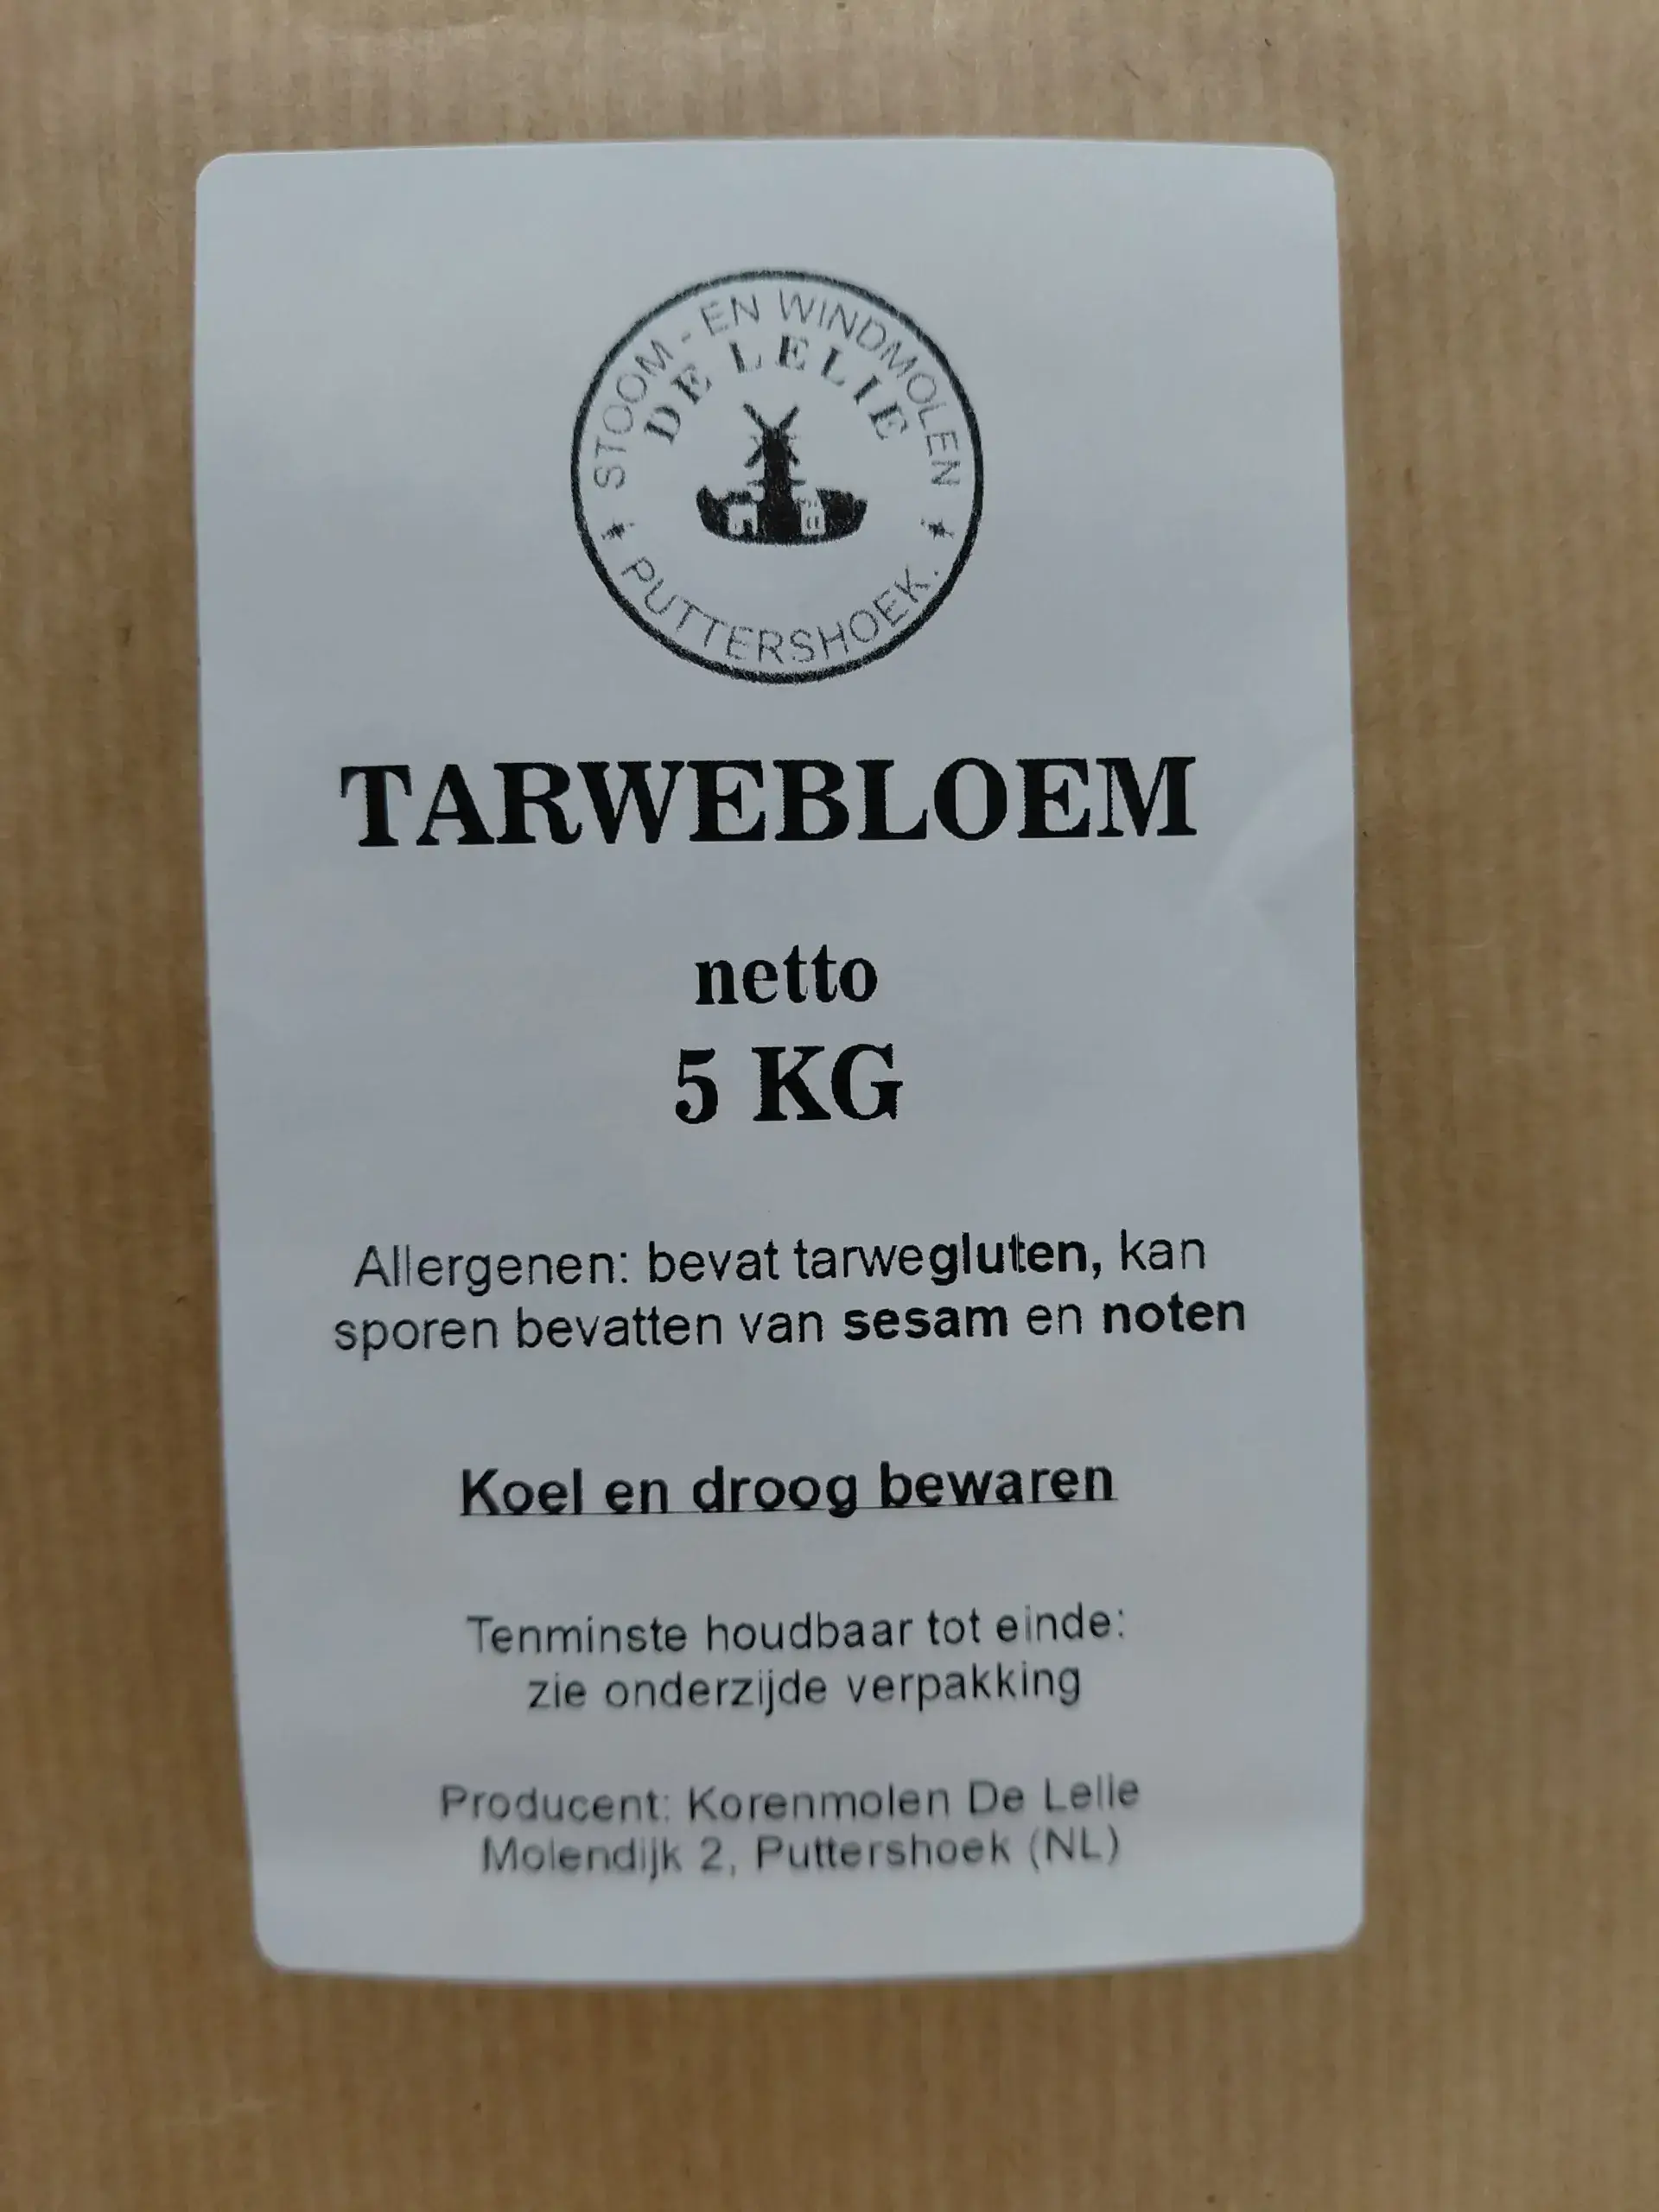 STOOM- EN WINDMOLEN
DE LELIE
PUTTERSHOEK.
TARWEBLOEM
netto
5 KG
Allergenen: bevat tarwegluten, kan
sporen bevatten van sesam en noten
Koel en droog bewaren
Tenminste houdbaar tot einde:
zie onderzijde verpakking
Producent: Korenmolen De Lelie
Molendijk 2, Puttershoek (NL)